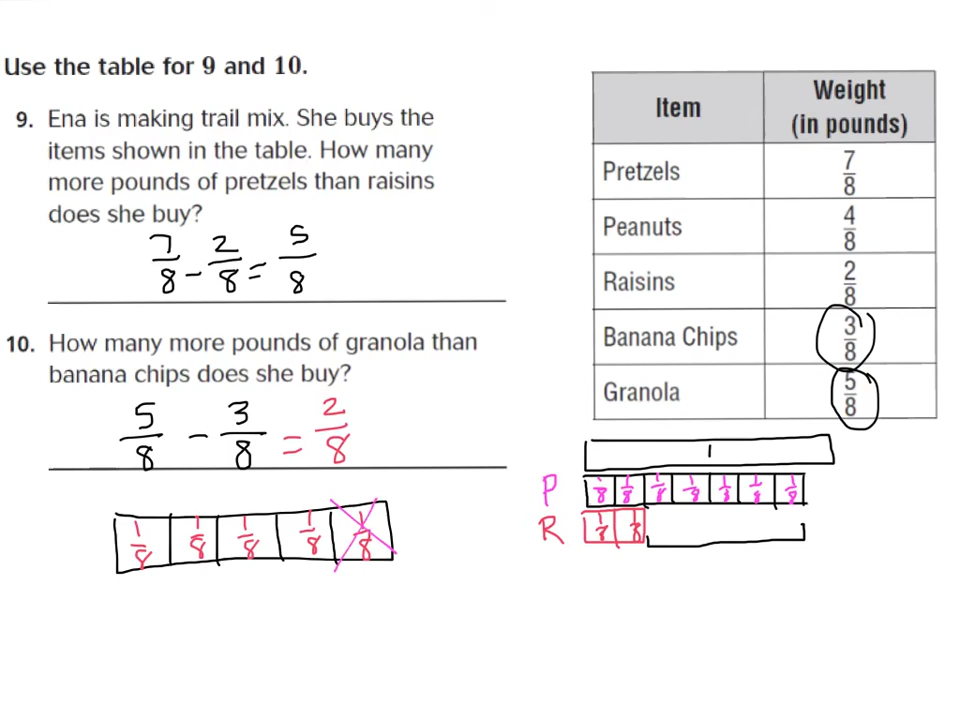 Use the table for 9 and 10.
9. Ena is making trail mix. She buys the
items shown in the table. How many
more pounds of pretzels than raisins
does she buy?
7/8 - 2/8 = 5/8
10. How many more pounds of granola than
banana chips does she buy?
5/8 - 3/8 = 2/8
1/8 1/8 1/8 1/8 1/8
Item Weight
(in pounds)
Pretzels 7/8
Peanuts 4/8
Raisins 2/8
Banana Chips 3/8
Granola 5/8
1
P 1/8 1/8 1/8 1/8 1/8 1/8 1/8
R 1/8 1/8